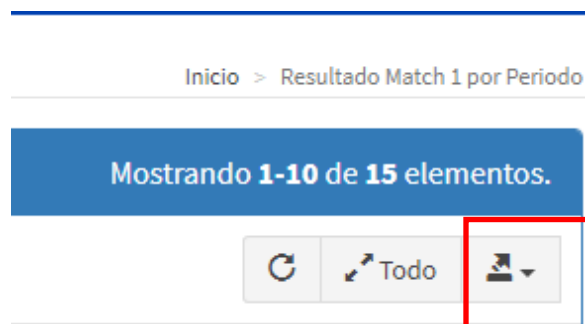 Inicio > Resultado Match 1 por Periodo
Mostrando 1-10 de 15 elementos.
Todo